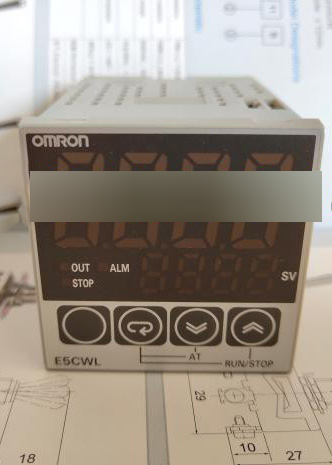 OMRON
OUT ALM
STOP
SV
E5CWL
AT
RUN/STOP
29
10
18
27